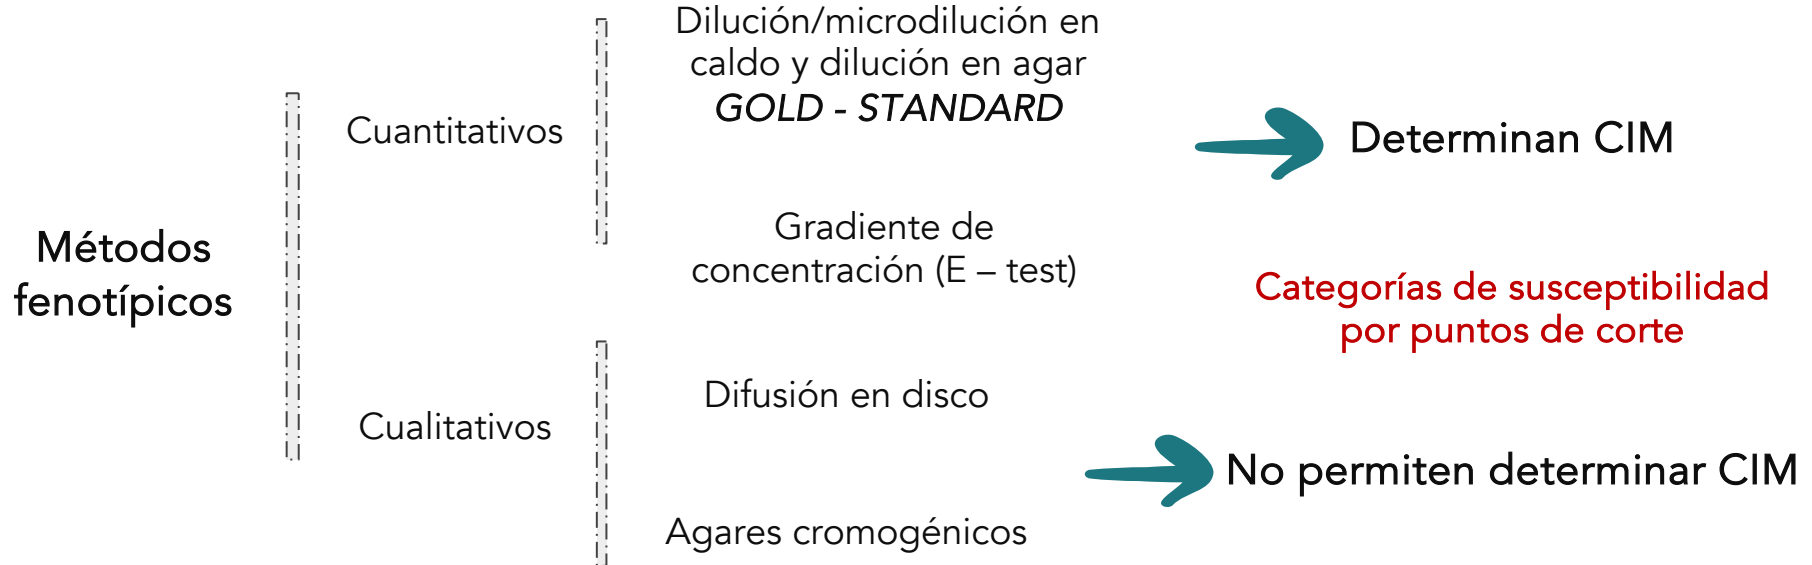 Métodos
fenotípicos
Cuantitativos
Dilución/microdilución en
caldo y dilución en agar
GOLD - STANDARD
Gradiente de
concentración (E – test)
Determinan CIM
Categorías de susceptibilidad
por puntos de corte
Cualitativos
Difusión en disco
Agares cromogénicos
No permiten determinar CIM